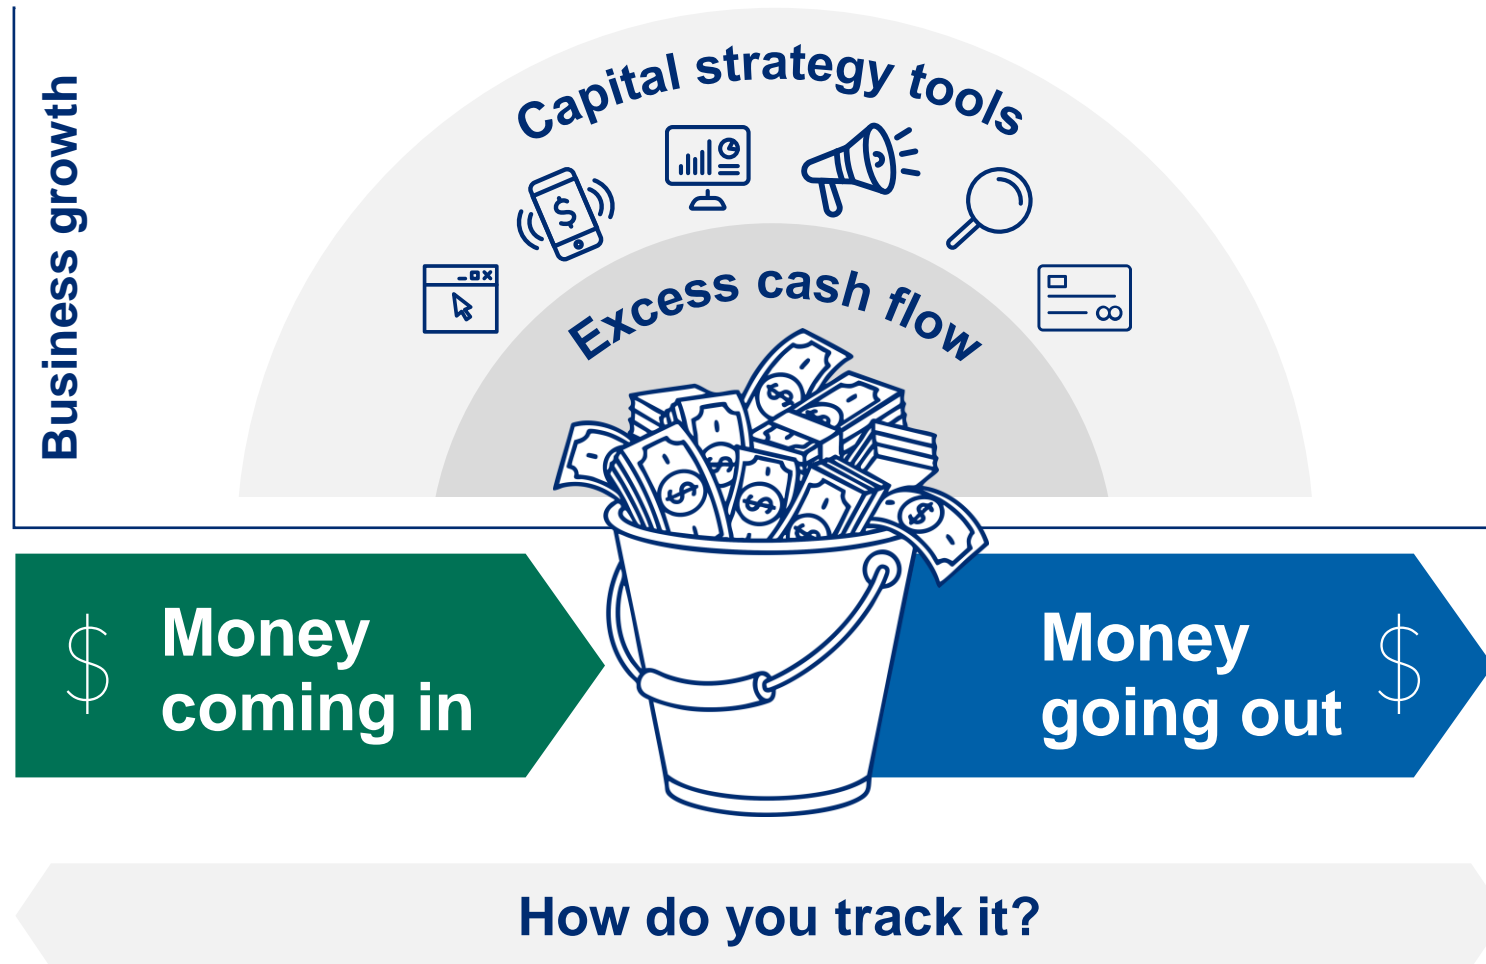 Business growth
Capital strategy tools
Excess cash flow
$ Money
coming in
Money
going out $
How do you track it?